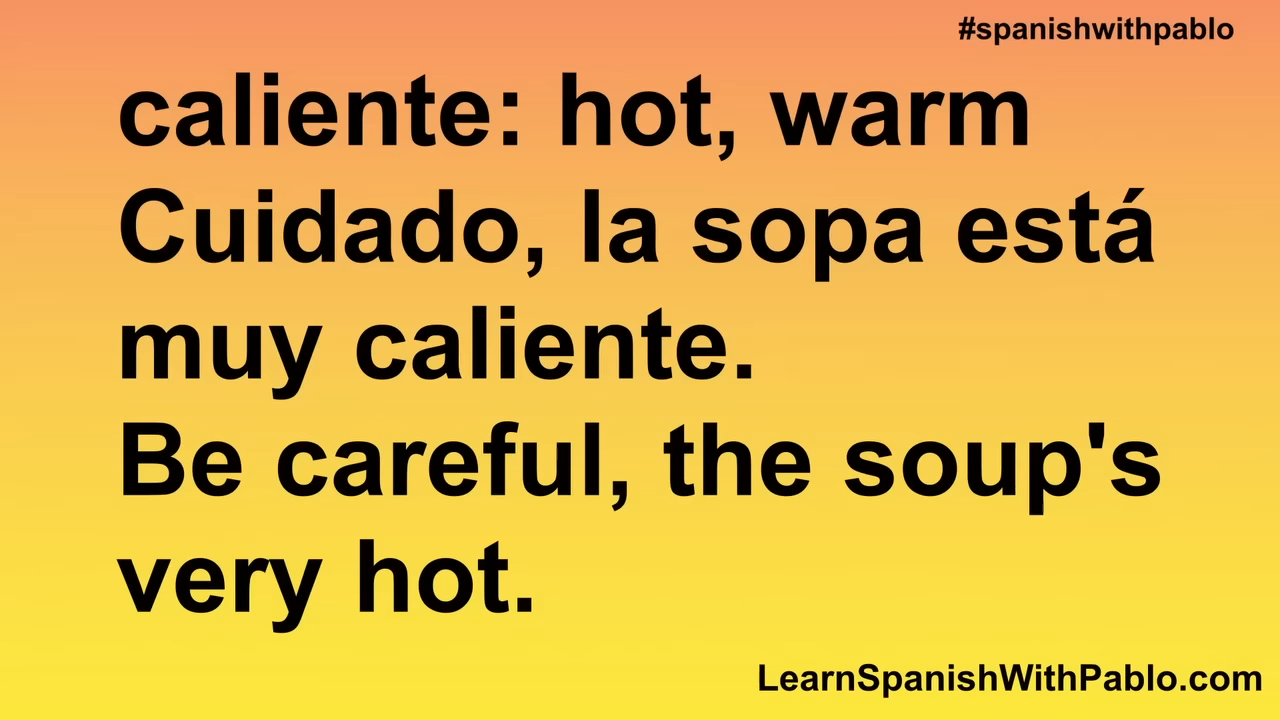 #spanishwithpablo
caliente: hot, warm
Cuidado, la sopa está
muy caliente.
Be careful, the soup's
very hot.
LearnSpanishWithPablo.com